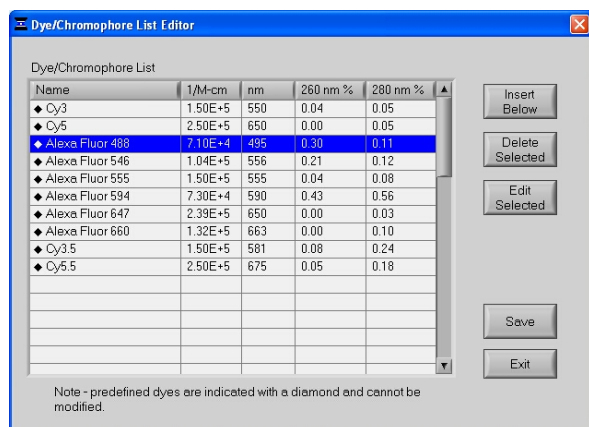 Dye/Chromophore List Editor
Dye/Chromophore List
Name 1/M-cm nm 260 nm % 280 nm %
◆ Cy3 1.50E+5 550 0.04 0.05
◆ Cy5 2.50E+5 650 0.00 0.05
◆ Alexa Fluor 488 7.10E+4 495 0.30 0.11
◆ Alexa Fluor 546 1.04E+5 556 0.21 0.12
◆ Alexa Fluor 555 1.50E+5 555 0.04 0.08
◆ Alexa Fluor 594 7.30E+4 590 0.43 0.56
◆ Alexa Fluor 647 2.39E+5 650 0.00 0.03
◆ Alexa Fluor 660 1.32E+5 663 0.00 0.10
◆ Cy3.5 1.50E+5 581 0.08 0.24
◆ Cy5.5 2.50E+5 675 0.05 0.18
Insert
Below
Delete
Selected
Edit
Selected
Save
Exit
Note - predefined dyes are indicated with a diamond and cannot be
modified.